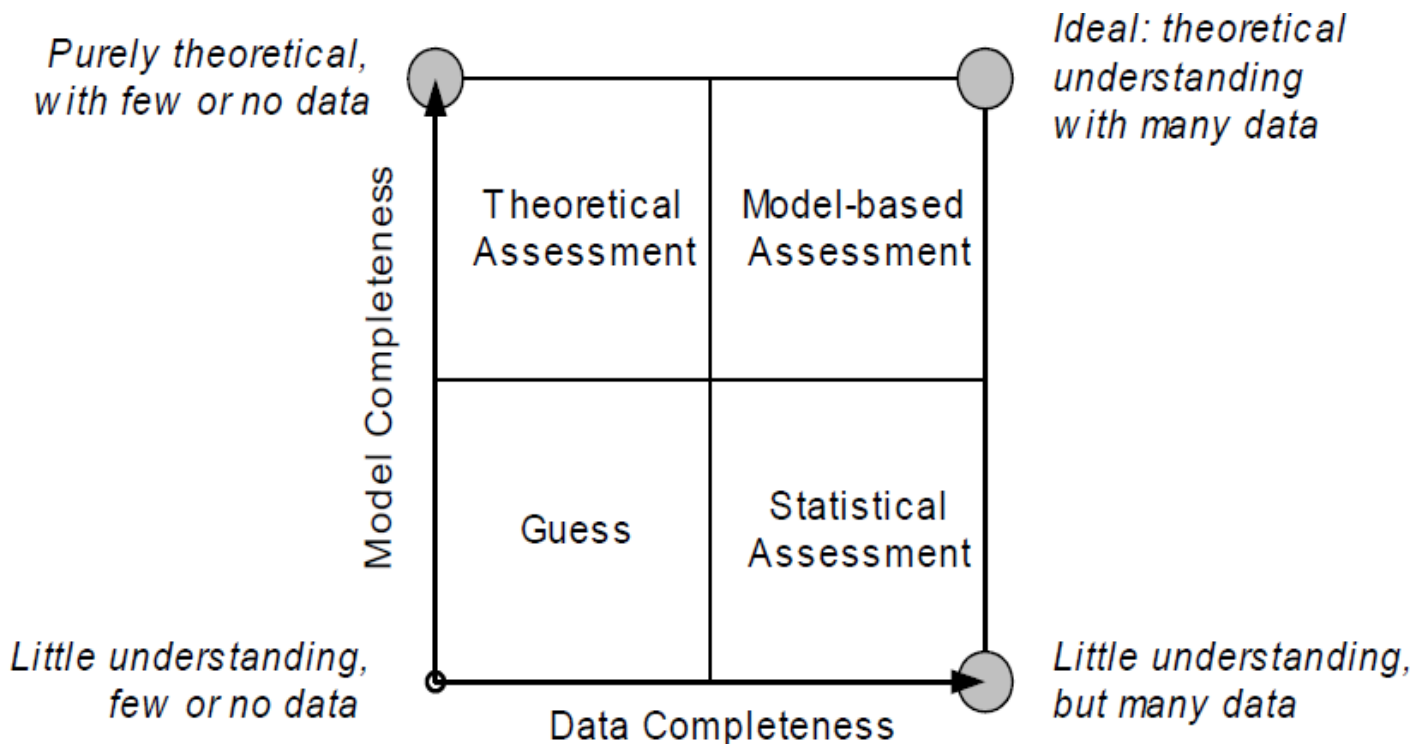 Purely theoretical,
with few or no data
Ideal: theoretical
understanding
with many data
Model Completeness
Theoretical
Assessment
Model-based
Assessment
Guess
Statistical
Assessment
Little understanding,
few or no data
Data Completeness
Little understanding,
but many data